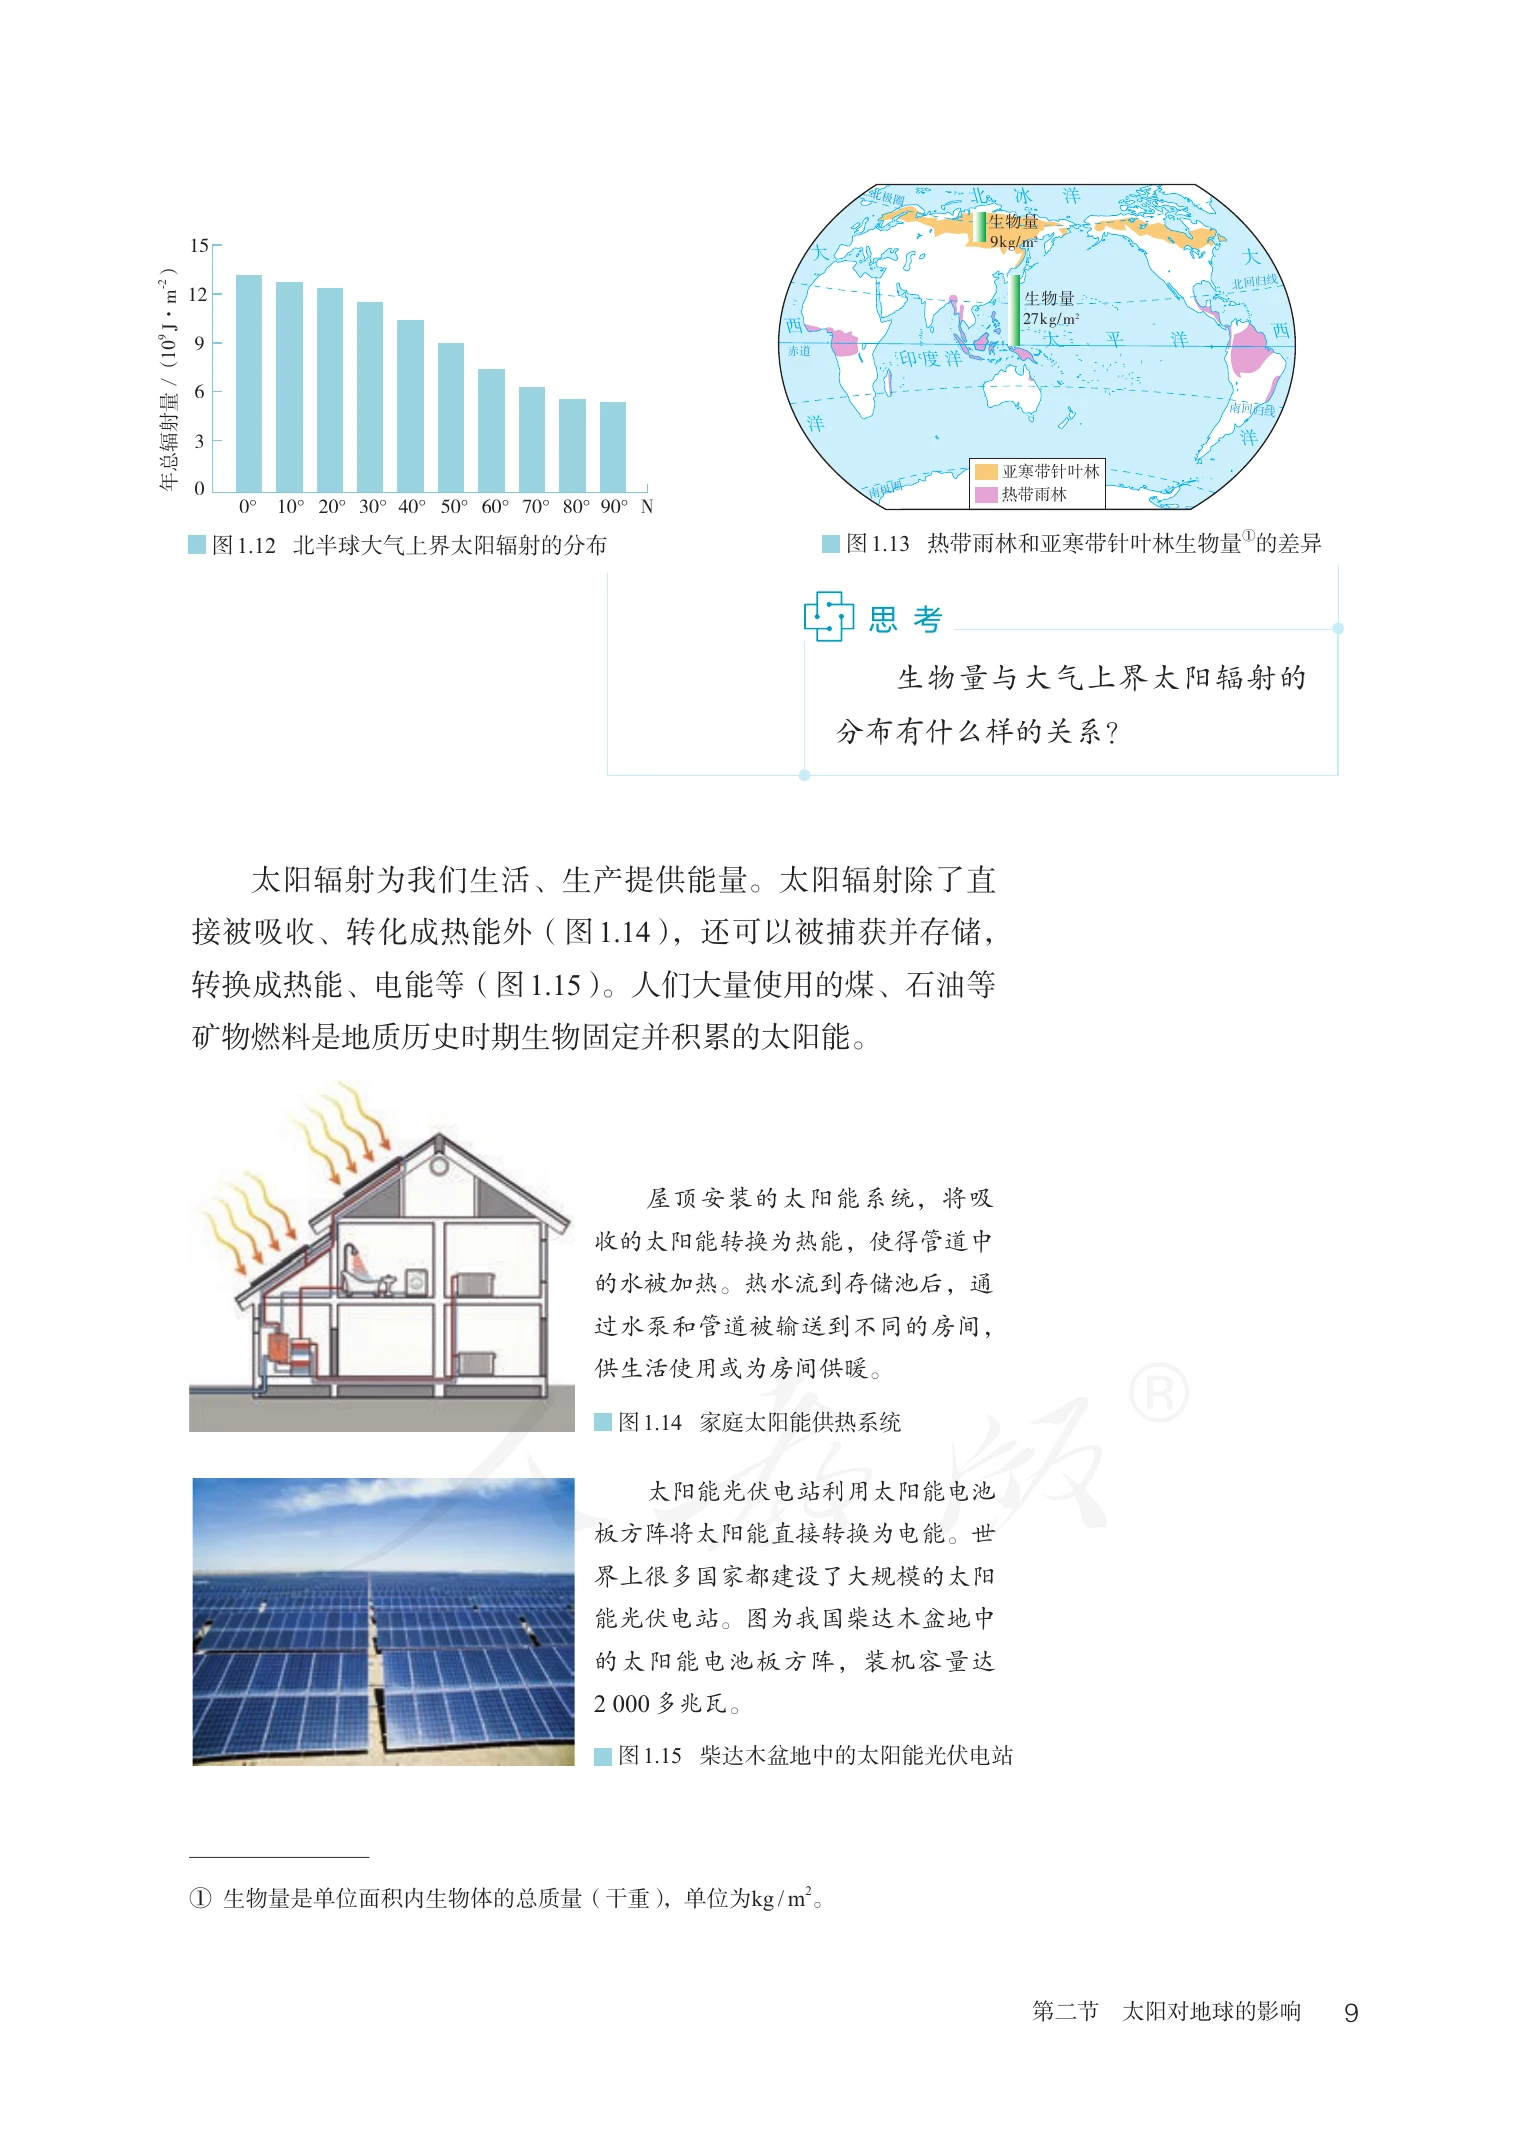 15
12
9
6
3
0
年总辐射量 /（10⁹ J·m⁻²）
0° 10° 20° 30° 40° 50° 60° 70° 80° 90° N
图1.12 北半球大气上界太阳辐射的分布
北极圈
北冰洋
生物量
9kg/m²
大
大
北回归线
生物量
27kg/m²
西
太平洋
西
赤道
印度洋
南回归线
洋
洋
南极圈
亚寒带针叶林
热带雨林
图1.13 热带雨林和亚寒带针叶林生物量①的差异
思考
生物量与大气上界太阳辐射的
分布有什么样的关系？
太阳辐射为我们生活、生产提供能量。太阳辐射除了直
接被吸收、转化成热能外（图1.14），还可以被捕获并存储，
转换成热能、电能等（图1.15）。人们大量使用的煤、石油等
矿物燃料是地质历史时期生物固定并积累的太阳能。
屋顶安装的太阳能系统，将吸
收的太阳能转换为热能，使得管道中
的水被加热。热水流到存储池后，通
过水泵和管道被输送到不同的房间，
供生活使用或为房间供暖。
图1.14 家庭太阳能供热系统
太阳能光伏电站利用太阳能电池
板方阵将太阳能直接转换为电能。世
界上很多国家都建设了大规模的太阳
能光伏电站。图为我国柴达木盆地中
的太阳能电池板方阵，装机容量达
2 000多兆瓦。
图1.15 柴达木盆地中的太阳能光伏电站
人教版®
① 生物量是单位面积内生物体的总质量（干重），单位为kg/m²。
第二节 太阳对地球的影响 9